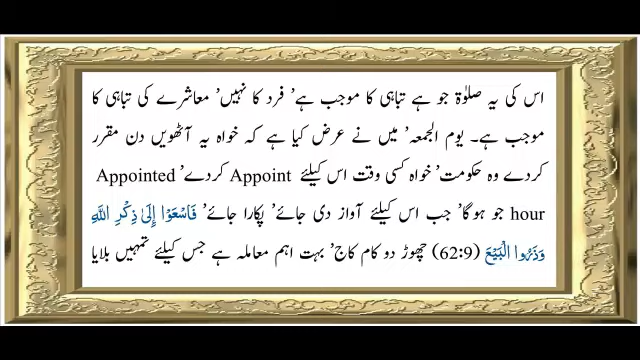 اس کی یہ صلوٰۃ جو ہے تباہی کا موجب ہے’ فرد کا نہیں’ معاشرے کی تباہی کا
موجب ہے۔ یوم الجمعہ’ میں نے عرض کیا ہے کہ خواہ یہ آٹھویں دن مقرر
کردے وہ حکومت’ خواہ کسی وقت اس کیلئے Appoint کردے’ Appointed
hour جو ہوگا’ جب اس کیلئے آواز دی جائے’ پکارا جائے’ فَاسْعَوْا إِلَىٰ ذِكْرِ اللَّهِ
وَذَرُوا الْبَيْعَ (62:9) چھوڑ دو کام کاج’ بہت اہم معاملہ ہے جس کیلئے تمہیں بلایا